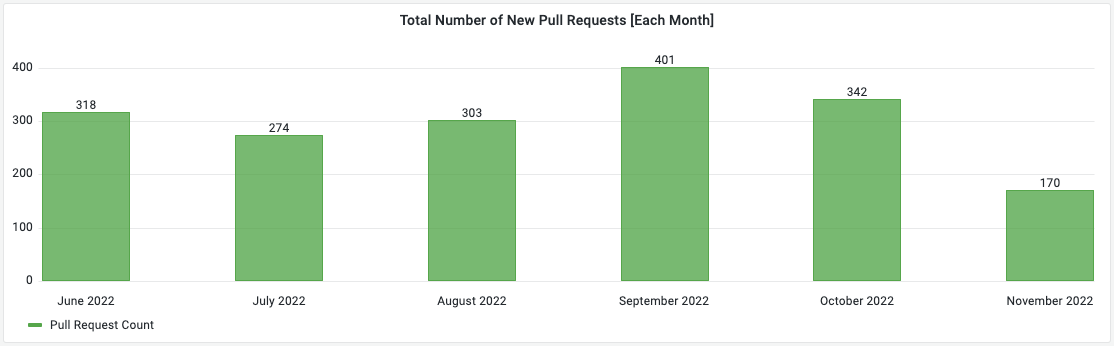 Total Number of New Pull Requests [Each Month]
400
300
200
100
0
318
274
303
401
342
170
June 2022
July 2022
August 2022
September 2022
October 2022
November 2022
Pull Request Count